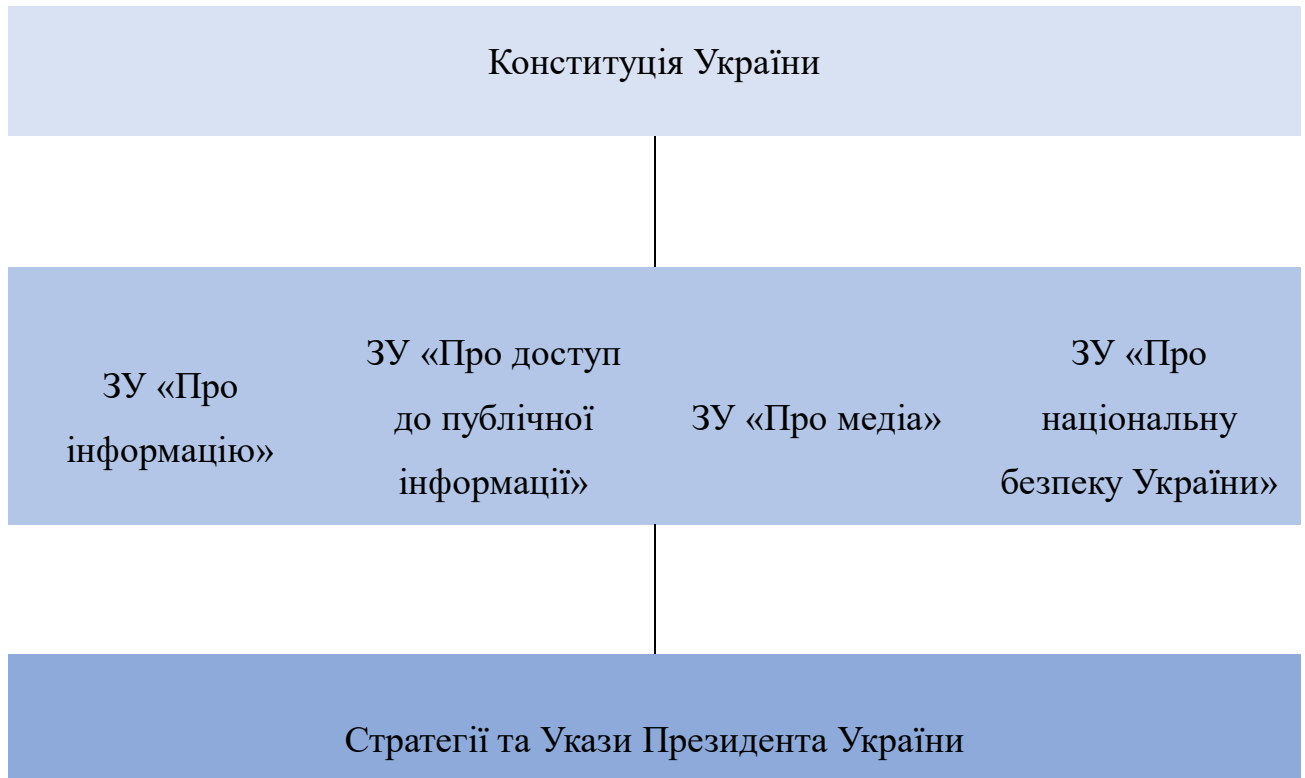 Конституція України
ЗУ «Про
інформацію»
ЗУ «Про доступ
до публічної
інформації»
ЗУ «Про медіа»
ЗУ «Про
національну
безпеку України»
Стратегії та Укази Президента України